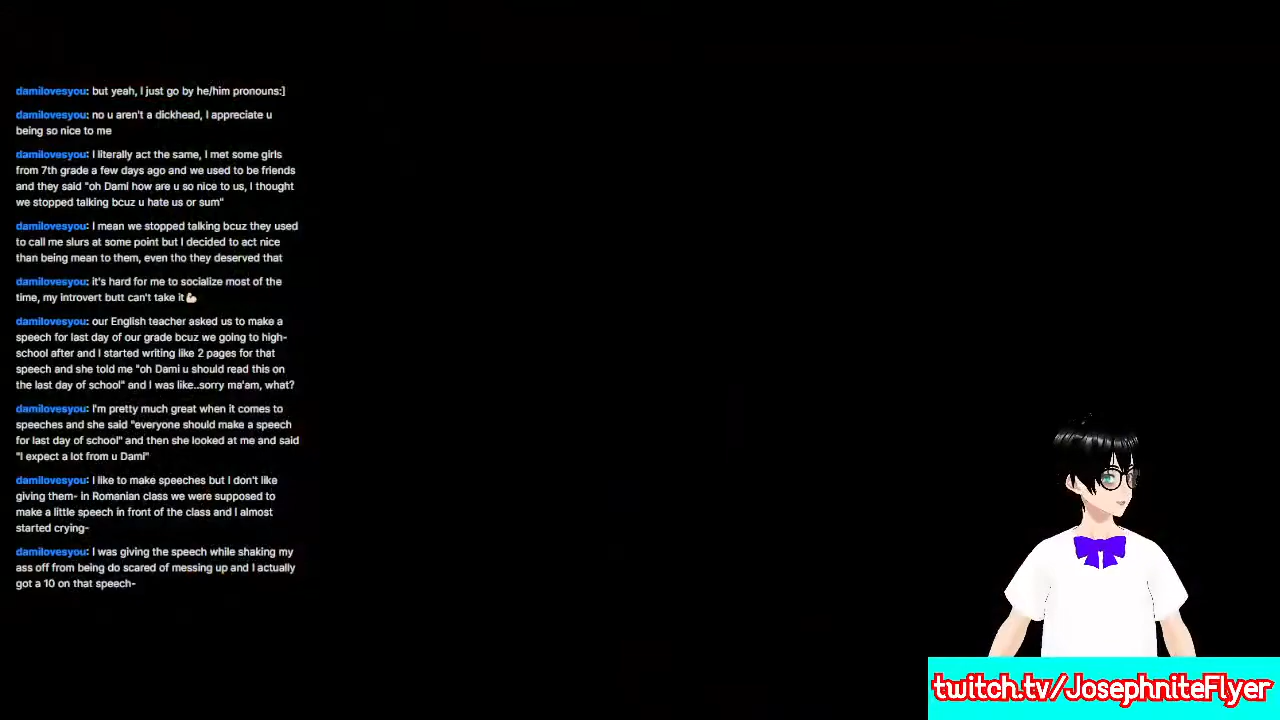 damilovesyou: but yeah, I just go by he/him pronouns:]
damilovesyou: no u aren't a dickhead, I appreciate u
being so nice to me
damilovesyou: I literally act the same, I met some girls
from 7th grade a few days ago and we used to be friends
and they said "oh Dami how are u so nice to us, I thought
we stopped talking bcuz u hate us or sum"
damilovesyou: I mean we stopped talking bcuz they used
to call me slurs at some point but I decided to act nice
than being mean to them, even tho they deserved that
damilovesyou: it's hard for me to socialize most of the
time, my introvert butt can't take it💪🏻
damilovesyou: our English teacher asked us to make a
speech for last day of our grade bcuz we going to high-
school after and I started writing like 2 pages for that
speech and she told me "oh Dami u should read this on
the last day of school" and I was like..sorry ma'am, what?
damilovesyou: I'm pretty much great when it comes to
speeches and she said "everyone should make a speech
for last day of school" and then she looked at me and said
"I expect a lot from u Dami"
damilovesyou: I like to make speeches but I don't like
giving them- in Romanian class we were supposed to
make a little speech in front of the class and I almost
started crying-
damilovesyou: I was giving the speech while shaking my
ass off from being do scared of messing up and I actually
got a 10 on that speech-
twitch.tv/JosephniteFlyer